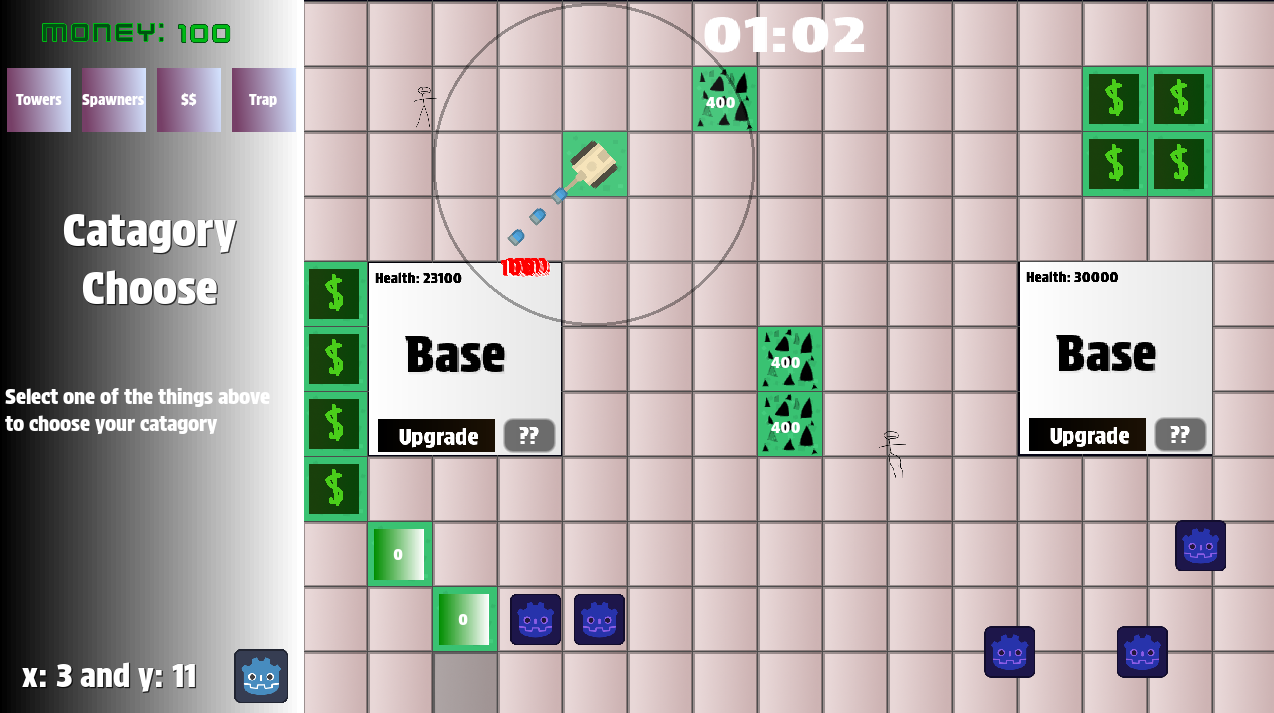 MONEY: 100
01:02
Towers
Spawners
$$
Trap
400
$
$
$
$
Catagory
Choose
Health: 23100
Base
Upgrade
??
Health: 30000
Base
Upgrade
??
$
$
$
$
400
400
Select one of the things above
to choose your catagory
0
0
x: 3 and y: 11